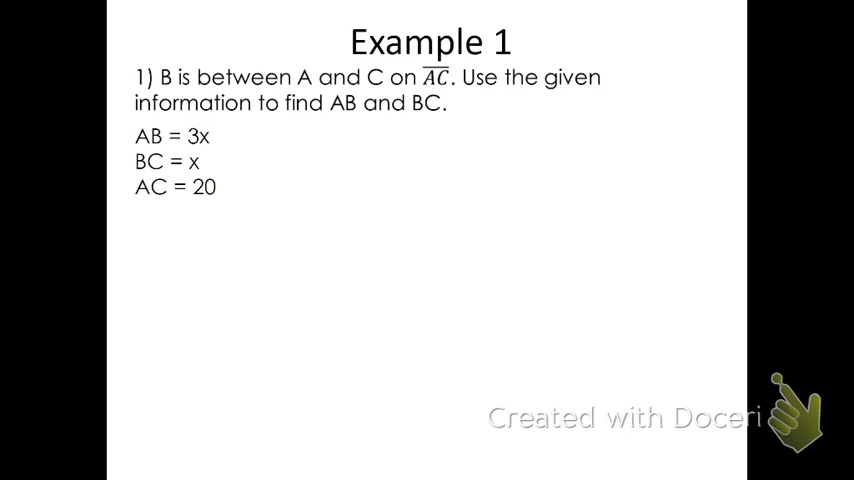 Example 1
1) B is between A and C on A̅C̅. Use the given
information to find AB and BC.
AB = 3x
BC = x
AC = 20
Created with Doceri